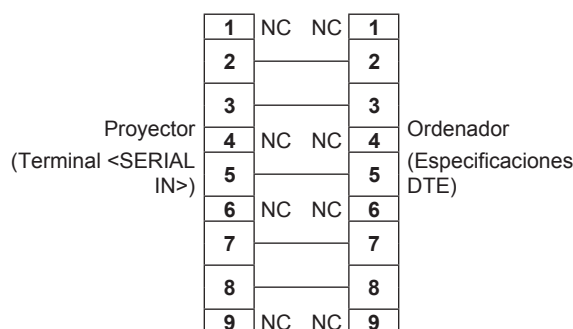 1 NC NC 1
2 2
3 3
Proyector
(Terminal <SERIAL
IN>)
4 NC NC 4
Ordenador
(Especificaciones
DTE)
5 5
6 NC NC 6
7 7
8 8
9 NC NC 9